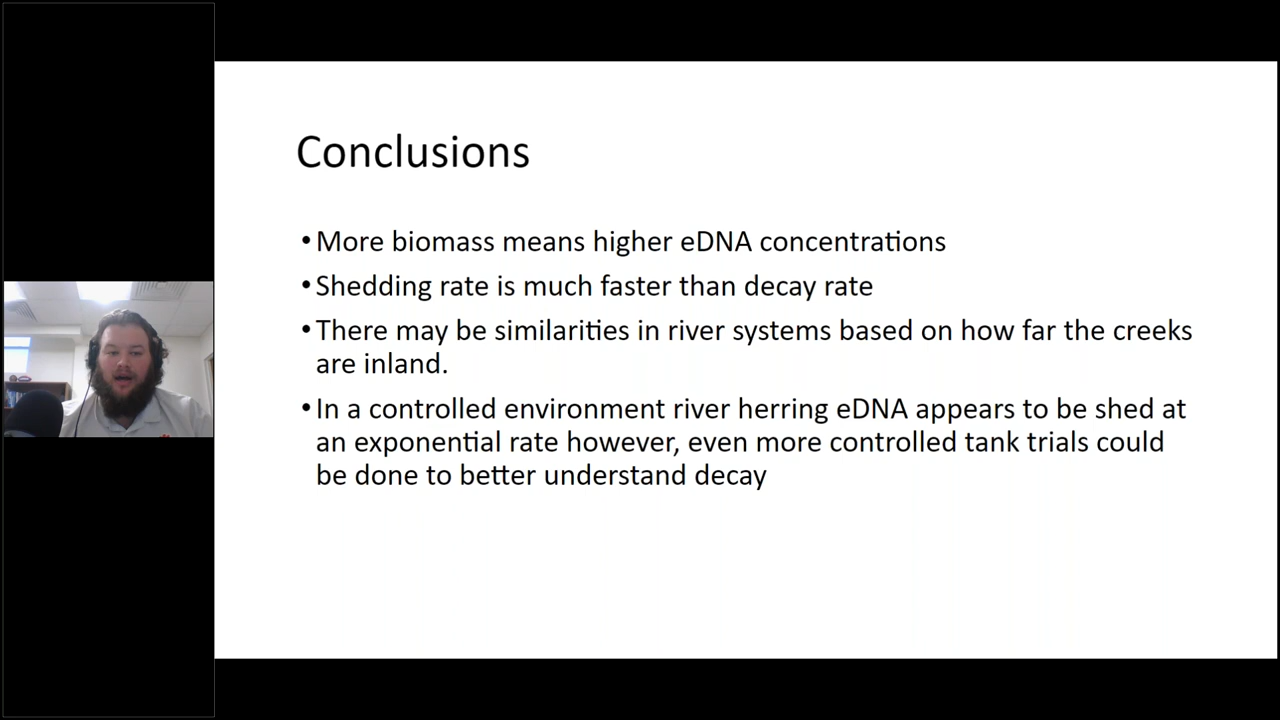 Conclusions
• More biomass means higher eDNA concentrations
• Shedding rate is much faster than decay rate
• There may be similarities in river systems based on how far the creeks
are inland.
• In a controlled environment river herring eDNA appears to be shed at
an exponential rate however, even more controlled tank trials could
be done to better understand decay